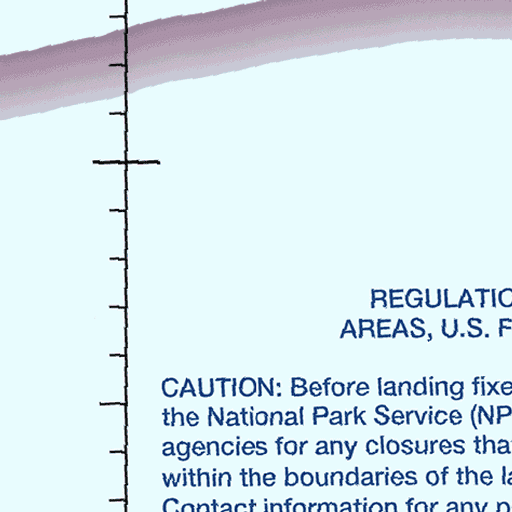 REGULATIO
AREAS, U.S. F
CAUTION: Before landing fixe
the National Park Service (NP
agencies for any closures that
within the boundaries of the la
Contact information for any p